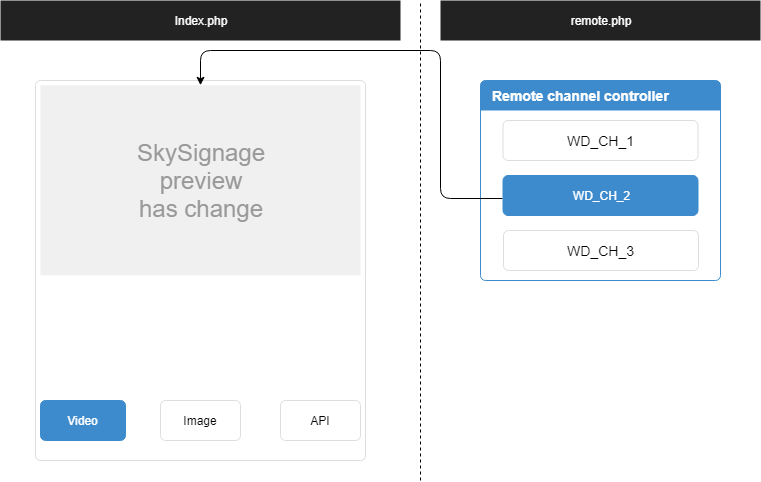 Index.php
remote.php
SkySignage
preview
has change
Video
Image
API
Remote channel controller
WD_CH_1
WD_CH_2
WD_CH_3